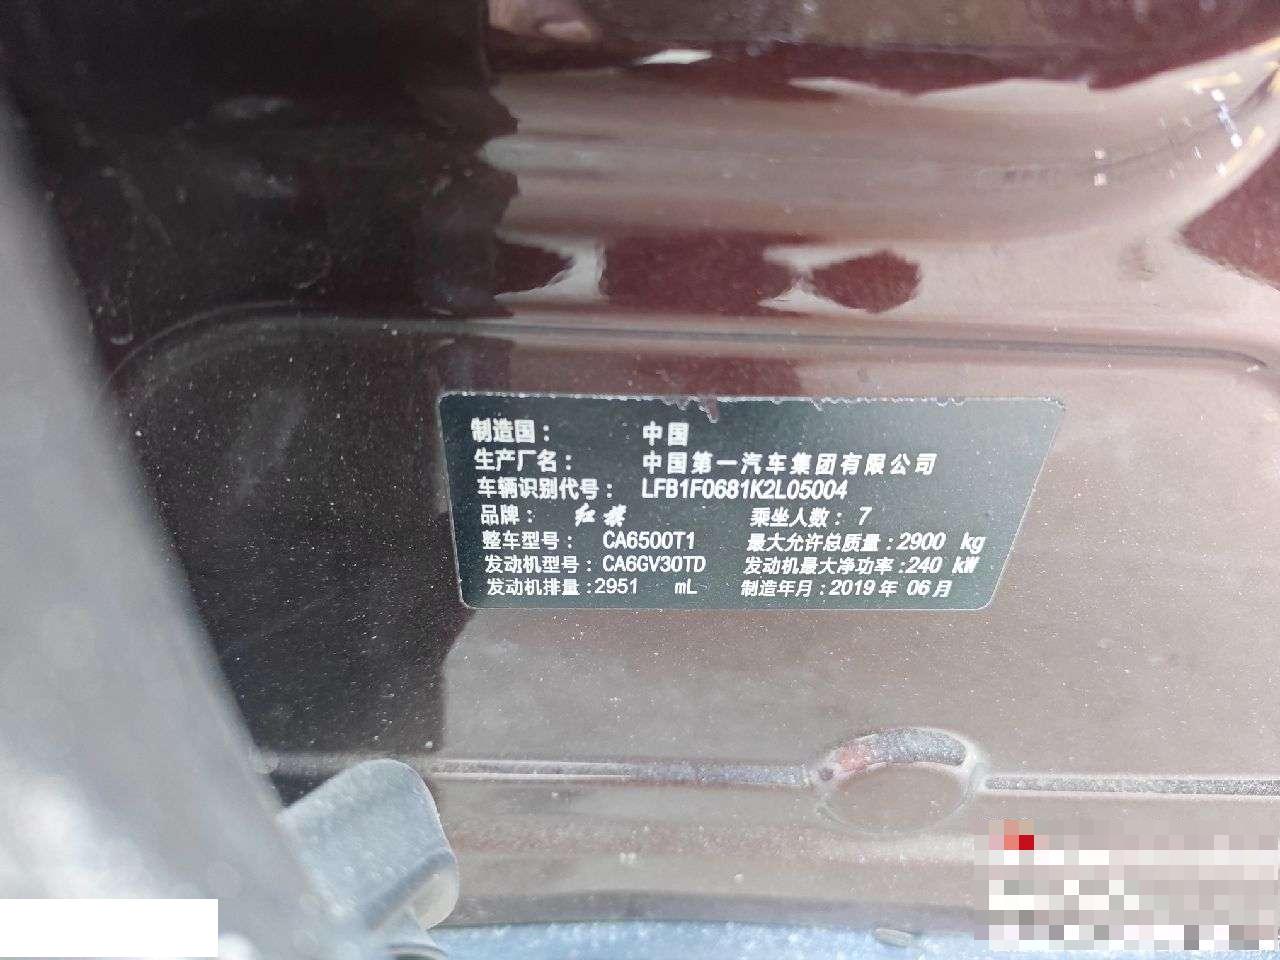 制造国： 中国
生产厂名： 中国第一汽车集团有限公司
车辆识别代号： LFB1F0681K2L05004
品牌： 红旗 乘坐人数： 7
整车型号： CA6500T1 最大允许总质量：2900 kg
发动机型号：CA6GV30TD 发动机最大净功率：240 kW
发动机排量：2951 mL 制造年月：2019年 06月